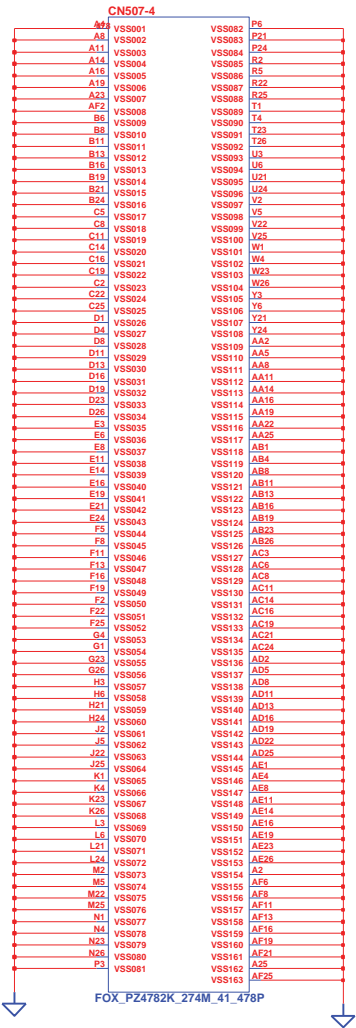 CN507-4
A4 VSS001 VSS082 P6
A8 VSS002 VSS083 P21
A11 VSS003 VSS084 P24
A14 VSS004 VSS085 R2
A16 VSS005 VSS086 R5
A19 VSS006 VSS087 R22
A23 VSS007 VSS088 R25
AF2 VSS008 VSS089 T1
B6 VSS009 VSS090 T4
B8 VSS010 VSS091 T23
B11 VSS011 VSS092 T26
B13 VSS012 VSS093 U3
B16 VSS013 VSS094 U6
B19 VSS014 VSS095 U21
B21 VSS015 VSS096 U24
B24 VSS016 VSS097 V2
C5 VSS017 VSS098 V5
C8 VSS018 VSS099 V22
C11 VSS019 VSS100 V25
C14 VSS020 VSS101 W1
C16 VSS021 VSS102 W4
C19 VSS022 VSS103 W23
C2 VSS023 VSS104 W26
C22 VSS024 VSS105 Y3
C25 VSS025 VSS106 Y6
D1 VSS026 VSS107 Y21
D4 VSS027 VSS108 Y24
D8 VSS028 VSS109 AA2
D11 VSS029 VSS110 AA5
D13 VSS030 VSS111 AA8
D16 VSS031 VSS112 AA11
D19 VSS032 VSS113 AA14
D23 VSS033 VSS114 AA16
D26 VSS034 VSS115 AA19
E3 VSS035 VSS116 AA22
E6 VSS036 VSS117 AA25
E8 VSS037 VSS118 AB1
E11 VSS038 VSS119 AB4
E14 VSS039 VSS120 AB8
E16 VSS040 VSS121 AB11
E19 VSS041 VSS122 AB13
E21 VSS042 VSS123 AB16
E24 VSS043 VSS124 AB19
F5 VSS044 VSS125 AB23
F8 VSS045 VSS126 AB26
F11 VSS046 VSS127 AC3
F13 VSS047 VSS128 AC6
F16 VSS048 VSS129 AC8
F19 VSS049 VSS130 AC11
F2 VSS050 VSS131 AC14
F22 VSS051 VSS132 AC16
F25 VSS052 VSS133 AC19
G4 VSS053 VSS134 AC21
G1 VSS054 VSS135 AC24
G23 VSS055 VSS136 AD2
G26 VSS056 VSS137 AD5
H3 VSS057 VSS138 AD8
H6 VSS058 VSS139 AD11
H21 VSS059 VSS140 AD13
H24 VSS060 VSS141 AD16
J2 VSS061 VSS142 AD19
J5 VSS062 VSS143 AD22
J22 VSS063 VSS144 AD25
J25 VSS064 VSS145 AE1
K1 VSS065 VSS146 AE4
K4 VSS066 VSS147 AE8
K23 VSS067 VSS148 AE11
K26 VSS068 VSS149 AE14
L3 VSS069 VSS150 AE16
L6 VSS070 VSS151 AE19
L21 VSS071 VSS152 AE23
L24 VSS072 VSS153 AE26
M2 VSS073 VSS154 A2
M5 VSS074 VSS155 AF6
M22 VSS075 VSS156 AF8
M25 VSS076 VSS157 AF11
N1 VSS077 VSS158 AF13
N4 VSS078 VSS159 AF16
N23 VSS079 VSS160 AF19
N26 VSS080 VSS161 AF21
P3 VSS081 VSS162 A25
VSS163 AF25
FOX_PZ4782K_274M_41_478P